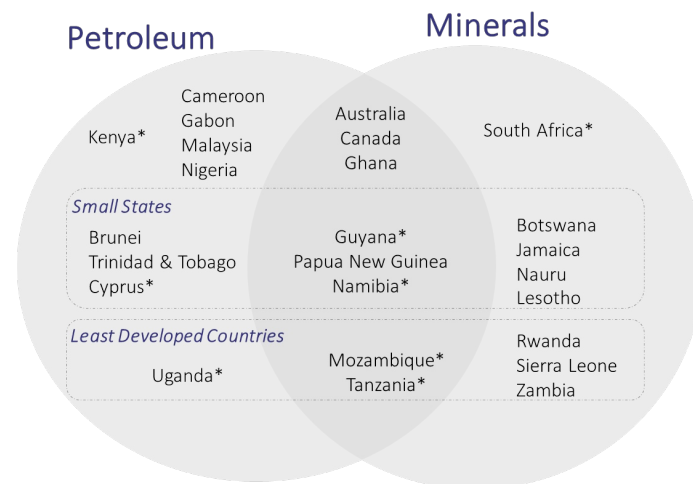 Petroleum
Minerals
Kenya*
Cameroon
Gabon
Malaysia
Nigeria
Australia
Canada
Ghana
South Africa*
Small States
Brunei
Trinidad & Tobago
Cyprus*
Guyana*
Papua New Guinea
Namibia*
Botswana
Jamaica
Nauru
Lesotho
Least Developed Countries
Uganda*
Mozambique*
Tanzania*
Rwanda
Sierra Leone
Zambia